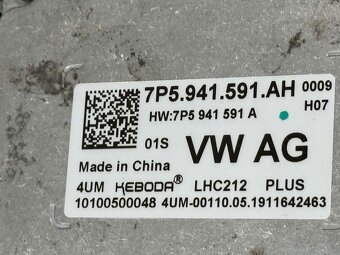 7P5.941.591.AH 0009
HW:7P5 941 591 A H07
01S VW AG
Made in China
4UM KEBODA® LHC212 PLUS
10100500048 4UM-00110.05.1911642463